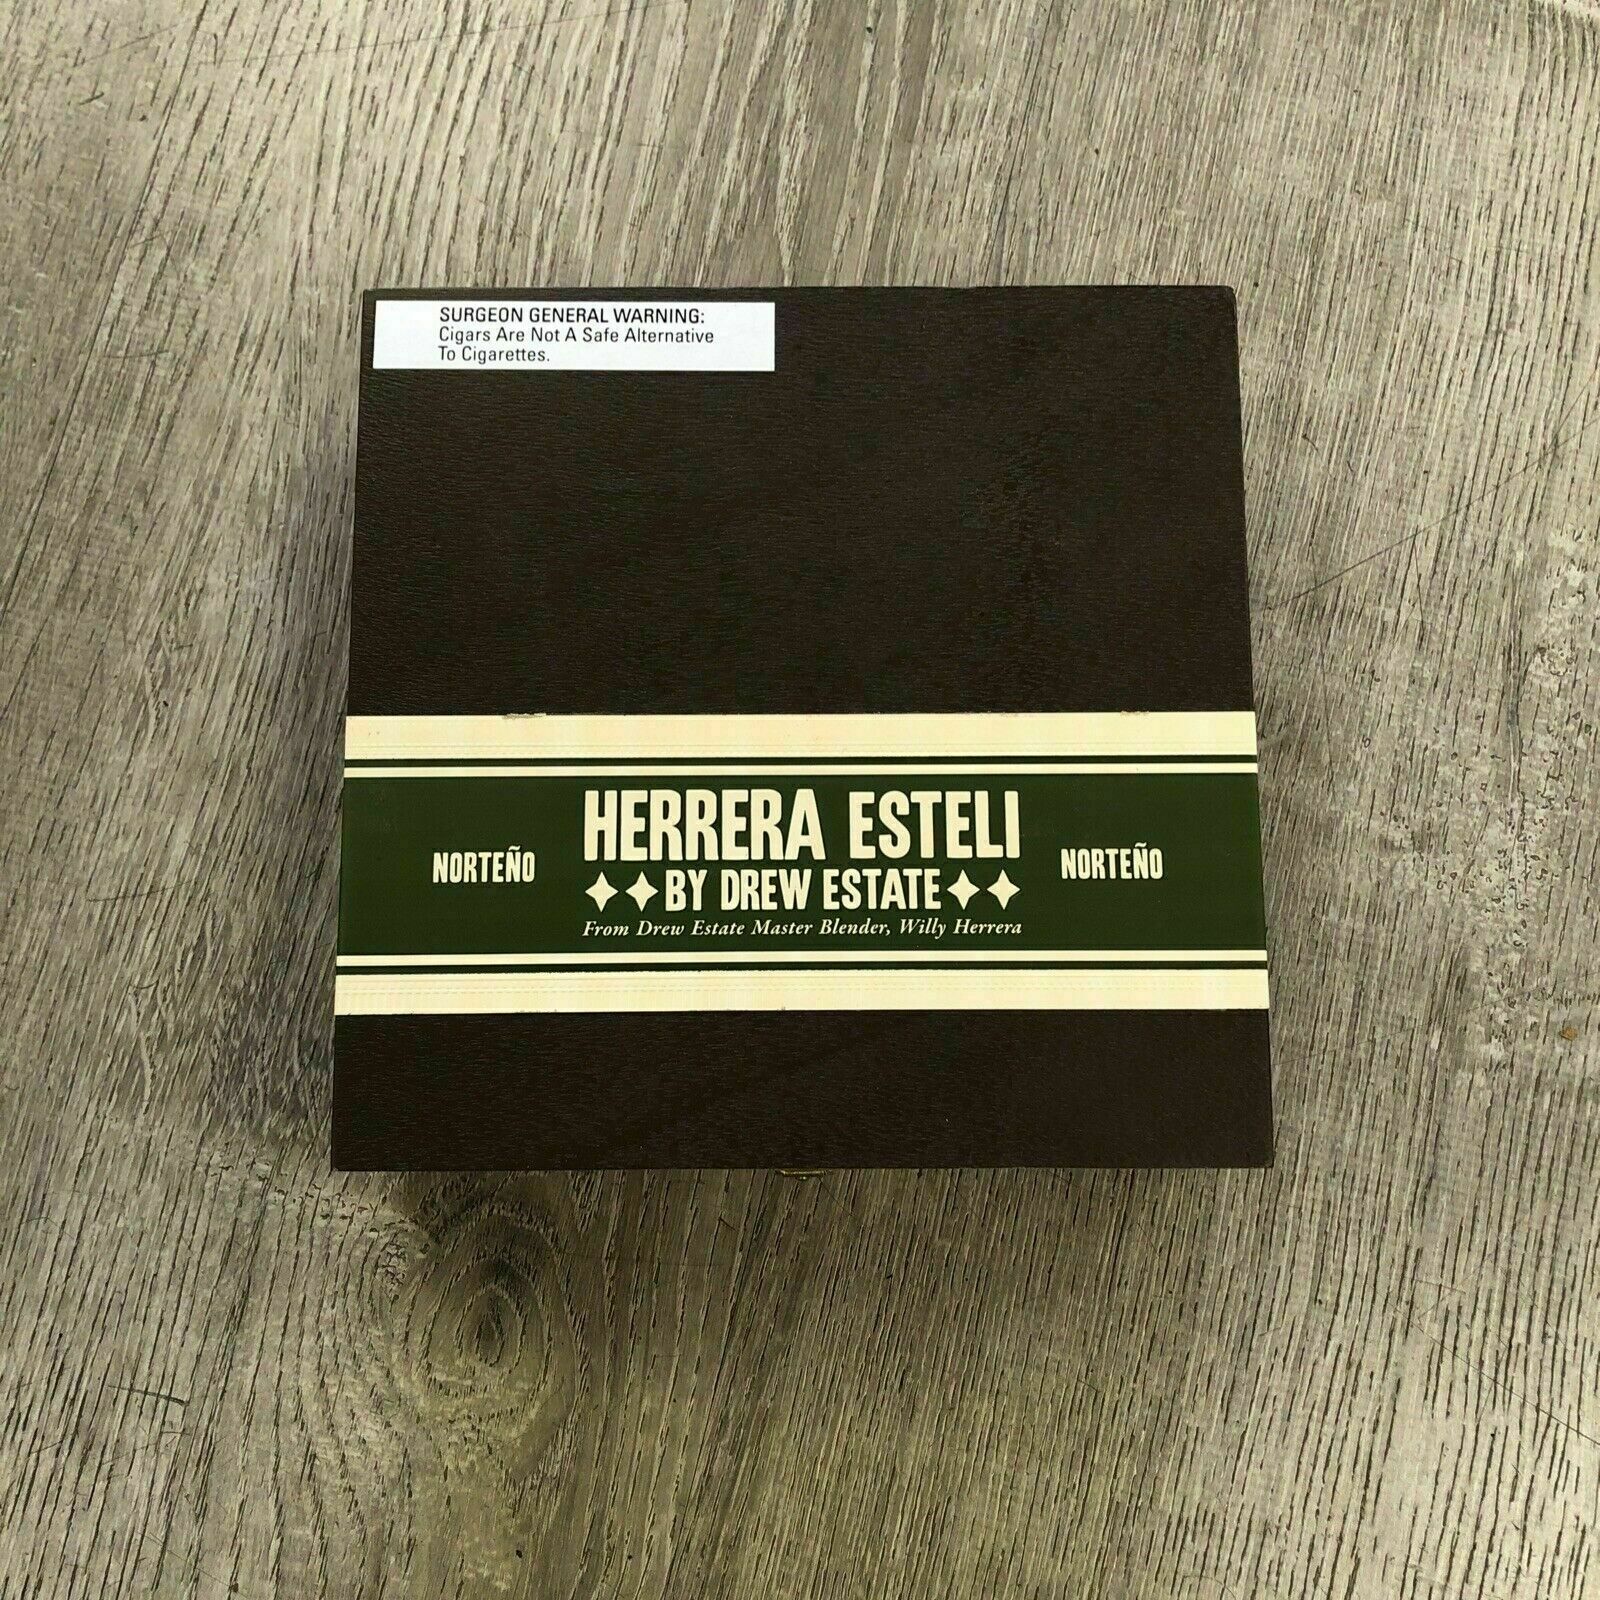 SURGEON GENERAL WARNING:
Cigars Are Not A Safe Alternative
To Cigarettes.
HERRERA ESTELI
NORTEÑO
BY DREW ESTATE
NORTEÑO
From Drew Estate Master Blender, Willy Herrera